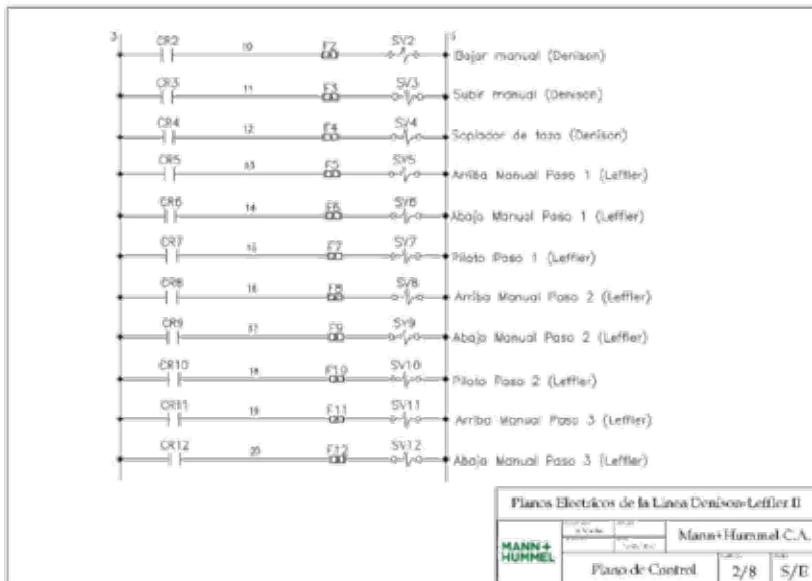 3 CR2 10 F2 SV2 5 Bajar manual (Denison)
CR3 11 F3 SV3 Subir manual (Denison)
CR4 12 F4 SV4 Soplador de taza (Denison)
CR5 13 F5 SV5 Arriba Manual Paso 1 (Leffler)
CR6 14 F6 SV6 Abajo Manual Paso 1 (Leffler)
CR7 15 F7 SV7 Piloto Paso 1 (Leffler)
CR8 16 F8 SV8 Arriba Manual Paso 2 (Leffler)
CR9 17 F9 SV9 Abajo Manual Paso 2 (Leffler)
CR10 18 F10 SV10 Piloto Paso 2 (Leffler)
CR11 19 F11 SV11 Arriba Manual Paso 3 (Leffler)
CR12 20 F12 SV12 Abajo Manual Paso 3 (Leffler)
Planos Electricos de la Linea Denison-Leffler II
MANN+
HUMMEL
Mann+Hummel C.A.
Plano de Control
2/8
S/E